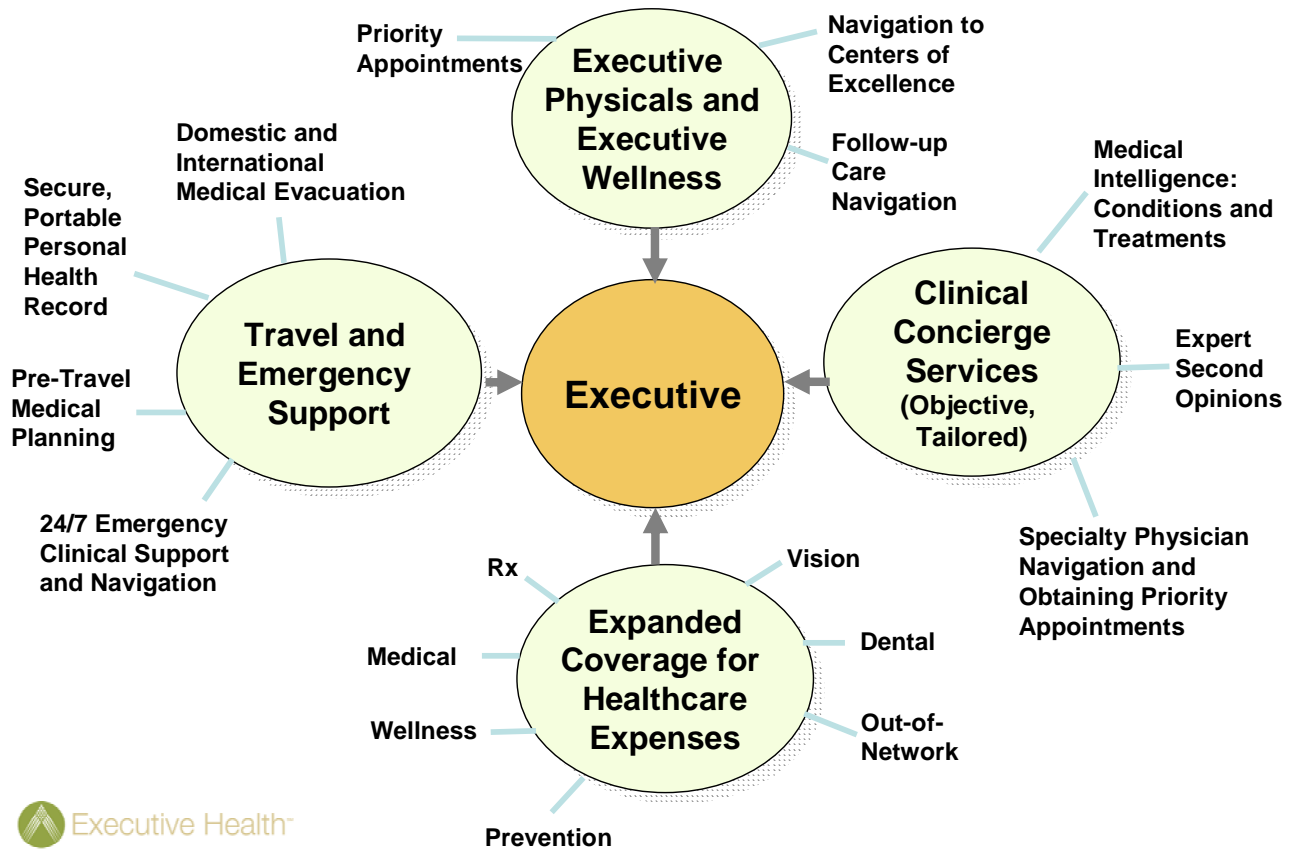 Priority
Appointments
Executive
Physicals and
Executive
Wellness
Navigation to
Centers of
Excellence
Follow-up
Care
Navigation
Domestic and
International
Medical Evacuation
Secure,
Portable
Personal
Health
Record
Pre-Travel
Medical
Planning
24/7 Emergency
Clinical Support
and Navigation
Travel and
Emergency
Support
Executive
Clinical
Concierge
Services
(Objective,
Tailored)
Medical
Intelligence:
Conditions and
Treatments
Expert
Second
Opinions
Specialty Physician
Navigation and
Obtaining Priority
Appointments
Rx
Medical
Wellness
Prevention
Expanded
Coverage for
Healthcare
Expenses
Vision
Dental
Out-of-
Network
Executive Health